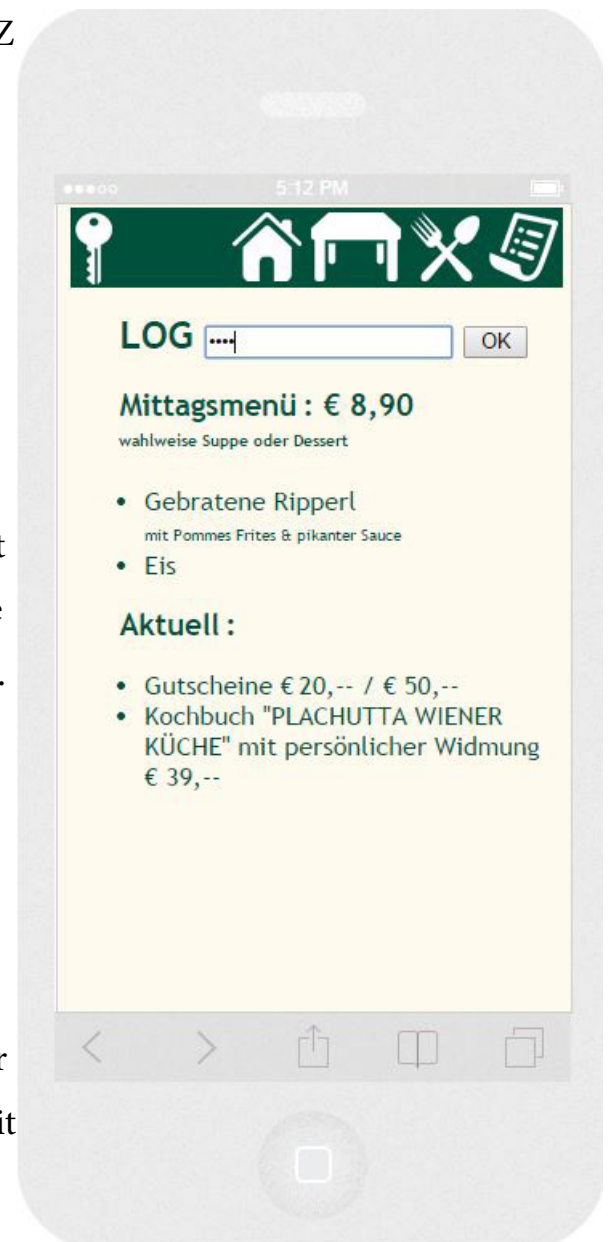 Z
5:12 PM
LOG ···· OK
Mittagsmenü : € 8,90
wahlweise Suppe oder Dessert
• Gebratene Ripperl
mit Pommes Frites & pikanter Sauce
• Eis
Aktuell :
• Gutscheine € 20,-- / € 50,--
• Kochbuch "PLACHUTTA WIENER
KÜCHE" mit persönlicher Widmung
€ 39,--
t
e
.
r
it